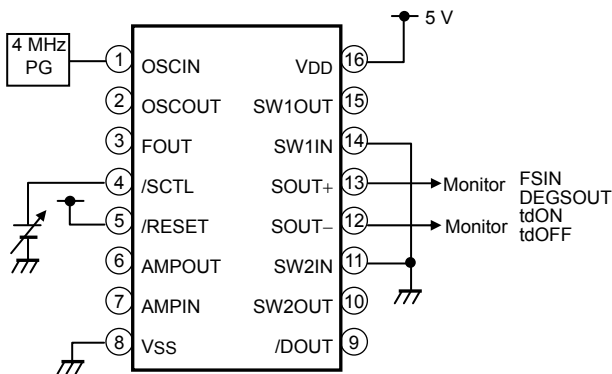 4 MHz
PG
1 OSCIN
2 OSCOUT
3 FOUT
4 /SCTL
5 /RESET
6 AMPOUT
7 AMPIN
8 VSS
5 V
VDD 16
SW1OUT 15
SW1IN 14
SOUT+ 13
SOUT− 12
SW2IN 11
SW2OUT 10
/DOUT 9
Monitor
Monitor
FSIN
DEGSOUT
tdON
tdOFF